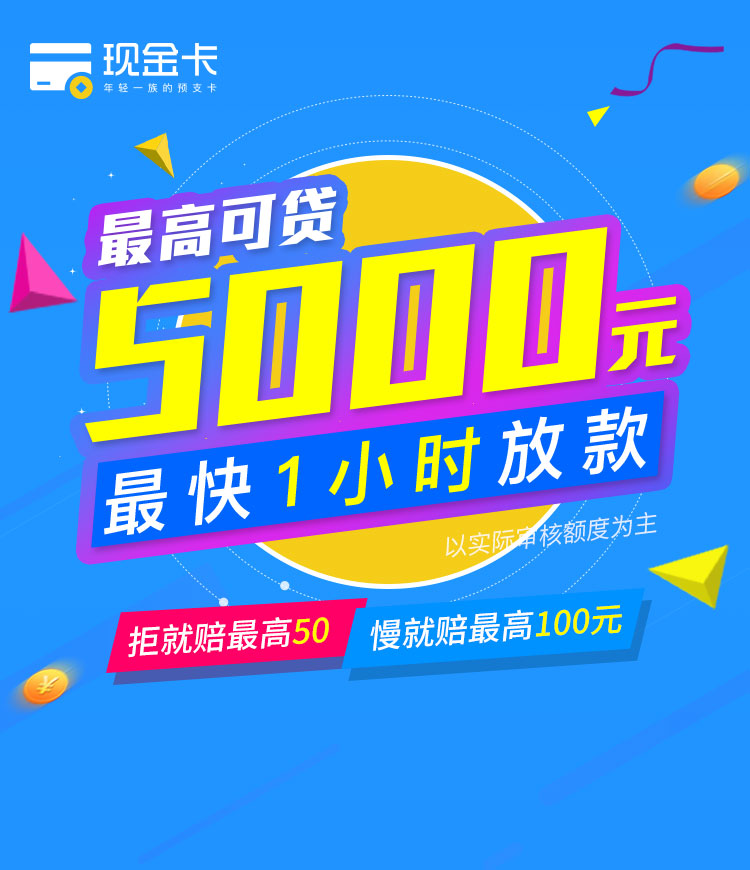 现金卡
年轻一族的预支卡
最高可贷
5000元
最快1小时放款
以实际审核额度为主
拒就赔最高50
慢就赔最高100元
¥